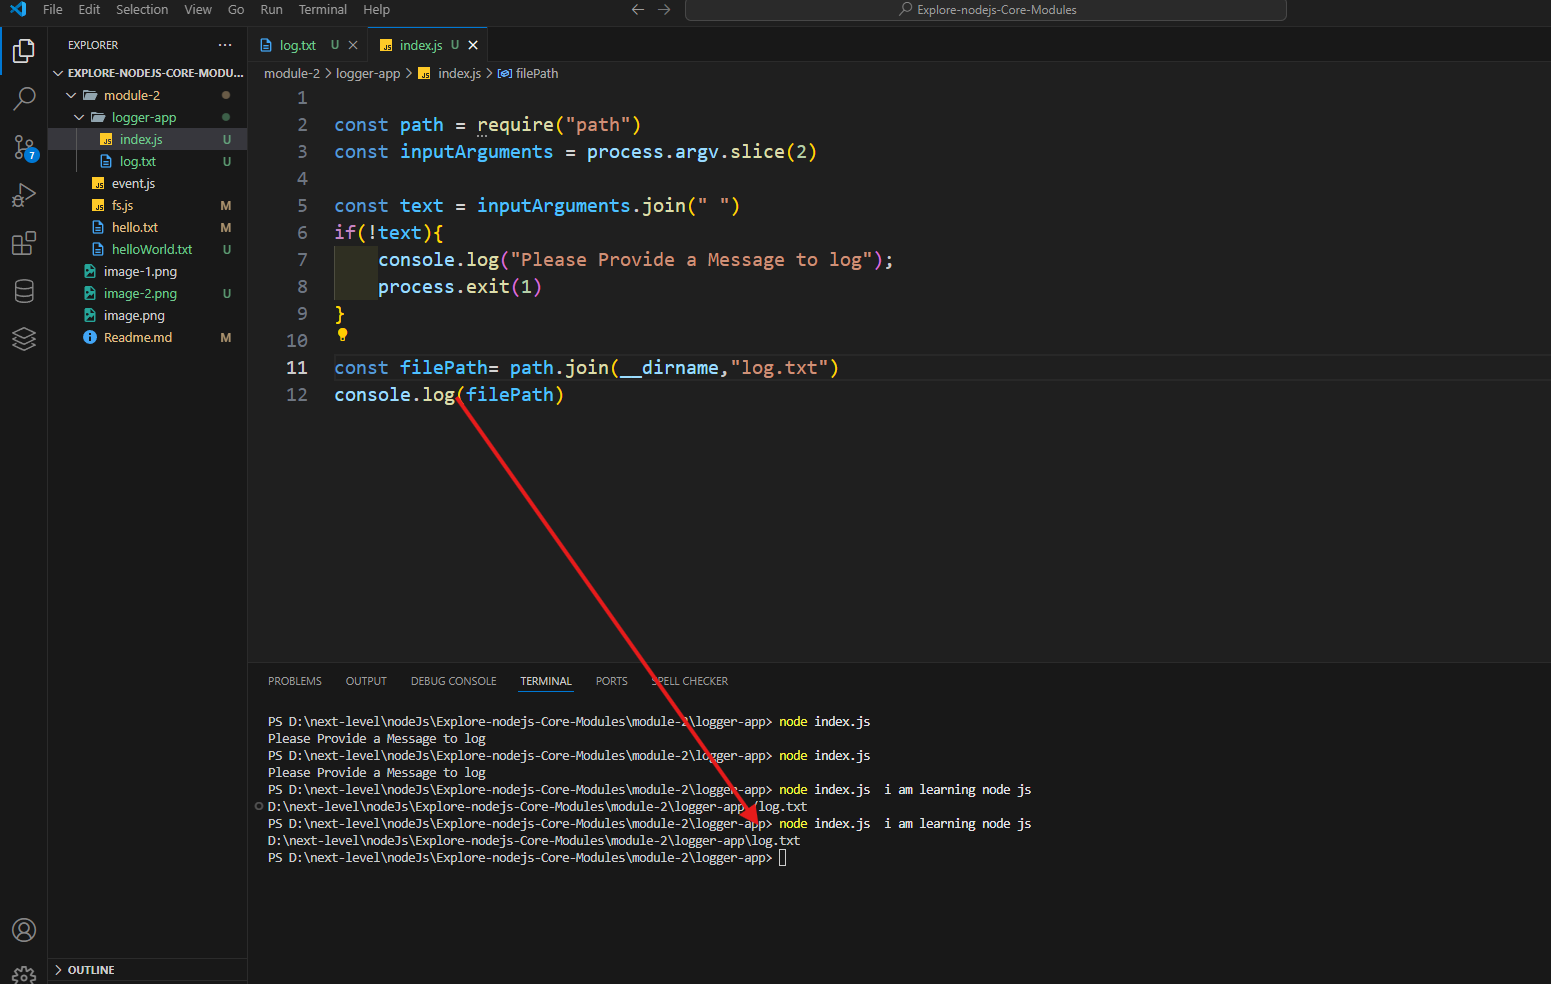 File Edit Selection View Go Run Terminal Help
Explore-nodejs-Core-Modules
EXPLORER
log.txt U
index.js U
EXPLORE-NODEJS-CORE-MODU...
module-2 > logger-app > index.js > filePath
module-2
logger-app
index.js U
log.txt U
event.js
fs.js M
hello.txt M
helloWorld.txt U
image-1.png
image-2.png U
image.png
Readme.md M
7
1
2 const path = require("path")
3 const inputArguments = process.argv.slice(2)
4
5 const text = inputArguments.join(" ")
6 if(!text){
7 console.log("Please Provide a Message to log");
8 process.exit(1)
9 }
10
11 const filePath= path.join(__dirname,"log.txt")
12 console.log(filePath)
PROBLEMS OUTPUT DEBUG CONSOLE TERMINAL PORTS SPELL CHECKER
PS D:\next-level\nodeJs\Explore-nodejs-Core-Modules\module-2\logger-app> node index.js
Please Provide a Message to log
PS D:\next-level\nodeJs\Explore-nodejs-Core-Modules\module-2\logger-app> node index.js
Please Provide a Message to log
PS D:\next-level\nodeJs\Explore-nodejs-Core-Modules\module-2\logger-app> node index.js  i am learning node js
D:\next-level\nodeJs\Explore-nodejs-Core-Modules\module-2\logger-app /log.txt
PS D:\next-level\nodeJs\Explore-nodejs-Core-Modules\module-2\logger-app> node index.js  i am learning node js
D:\next-level\nodeJs\Explore-nodejs-Core-Modules\module-2\logger-app\log.txt
PS D:\next-level\nodeJs\Explore-nodejs-Core-Modules\module-2\logger-app>
OUTLINE